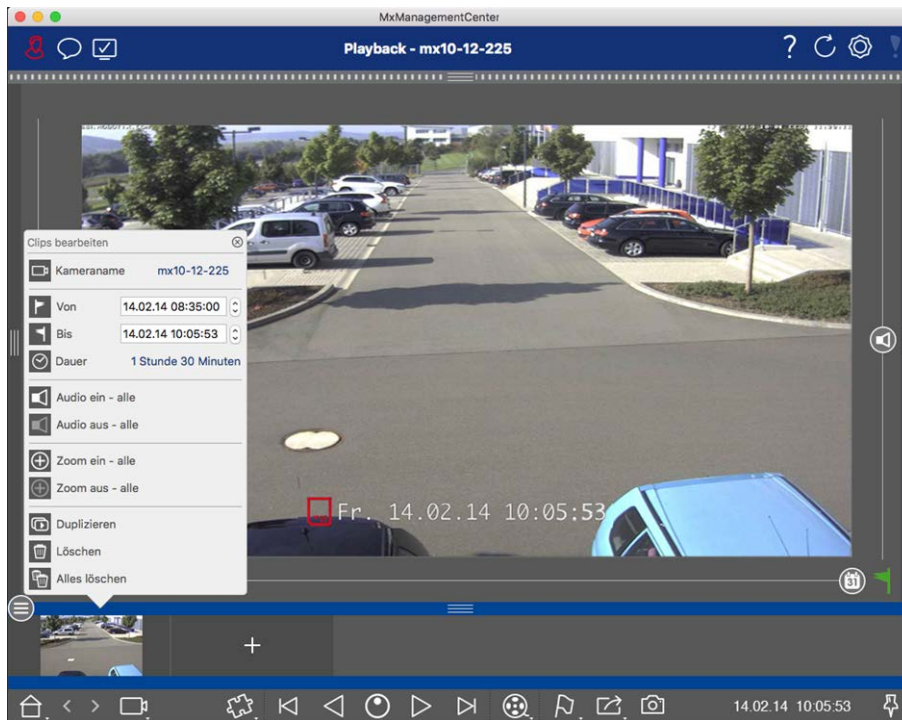 MxManagementCenter
Playback - mx10-12-225
?
Clips bearbeiten
Kameraname mx10-12-225
Von 14.02.14 08:35:00
Bis 14.02.14 10:05:53
Dauer 1 Stunde 30 Minuten
Audio ein - alle
Audio aus - alle
Zoom ein - alle
Zoom aus - alle
Duplizieren
Löschen
Alles löschen
Fr. 14.02.14 10:05:53
31
14.02.14 10:05:53